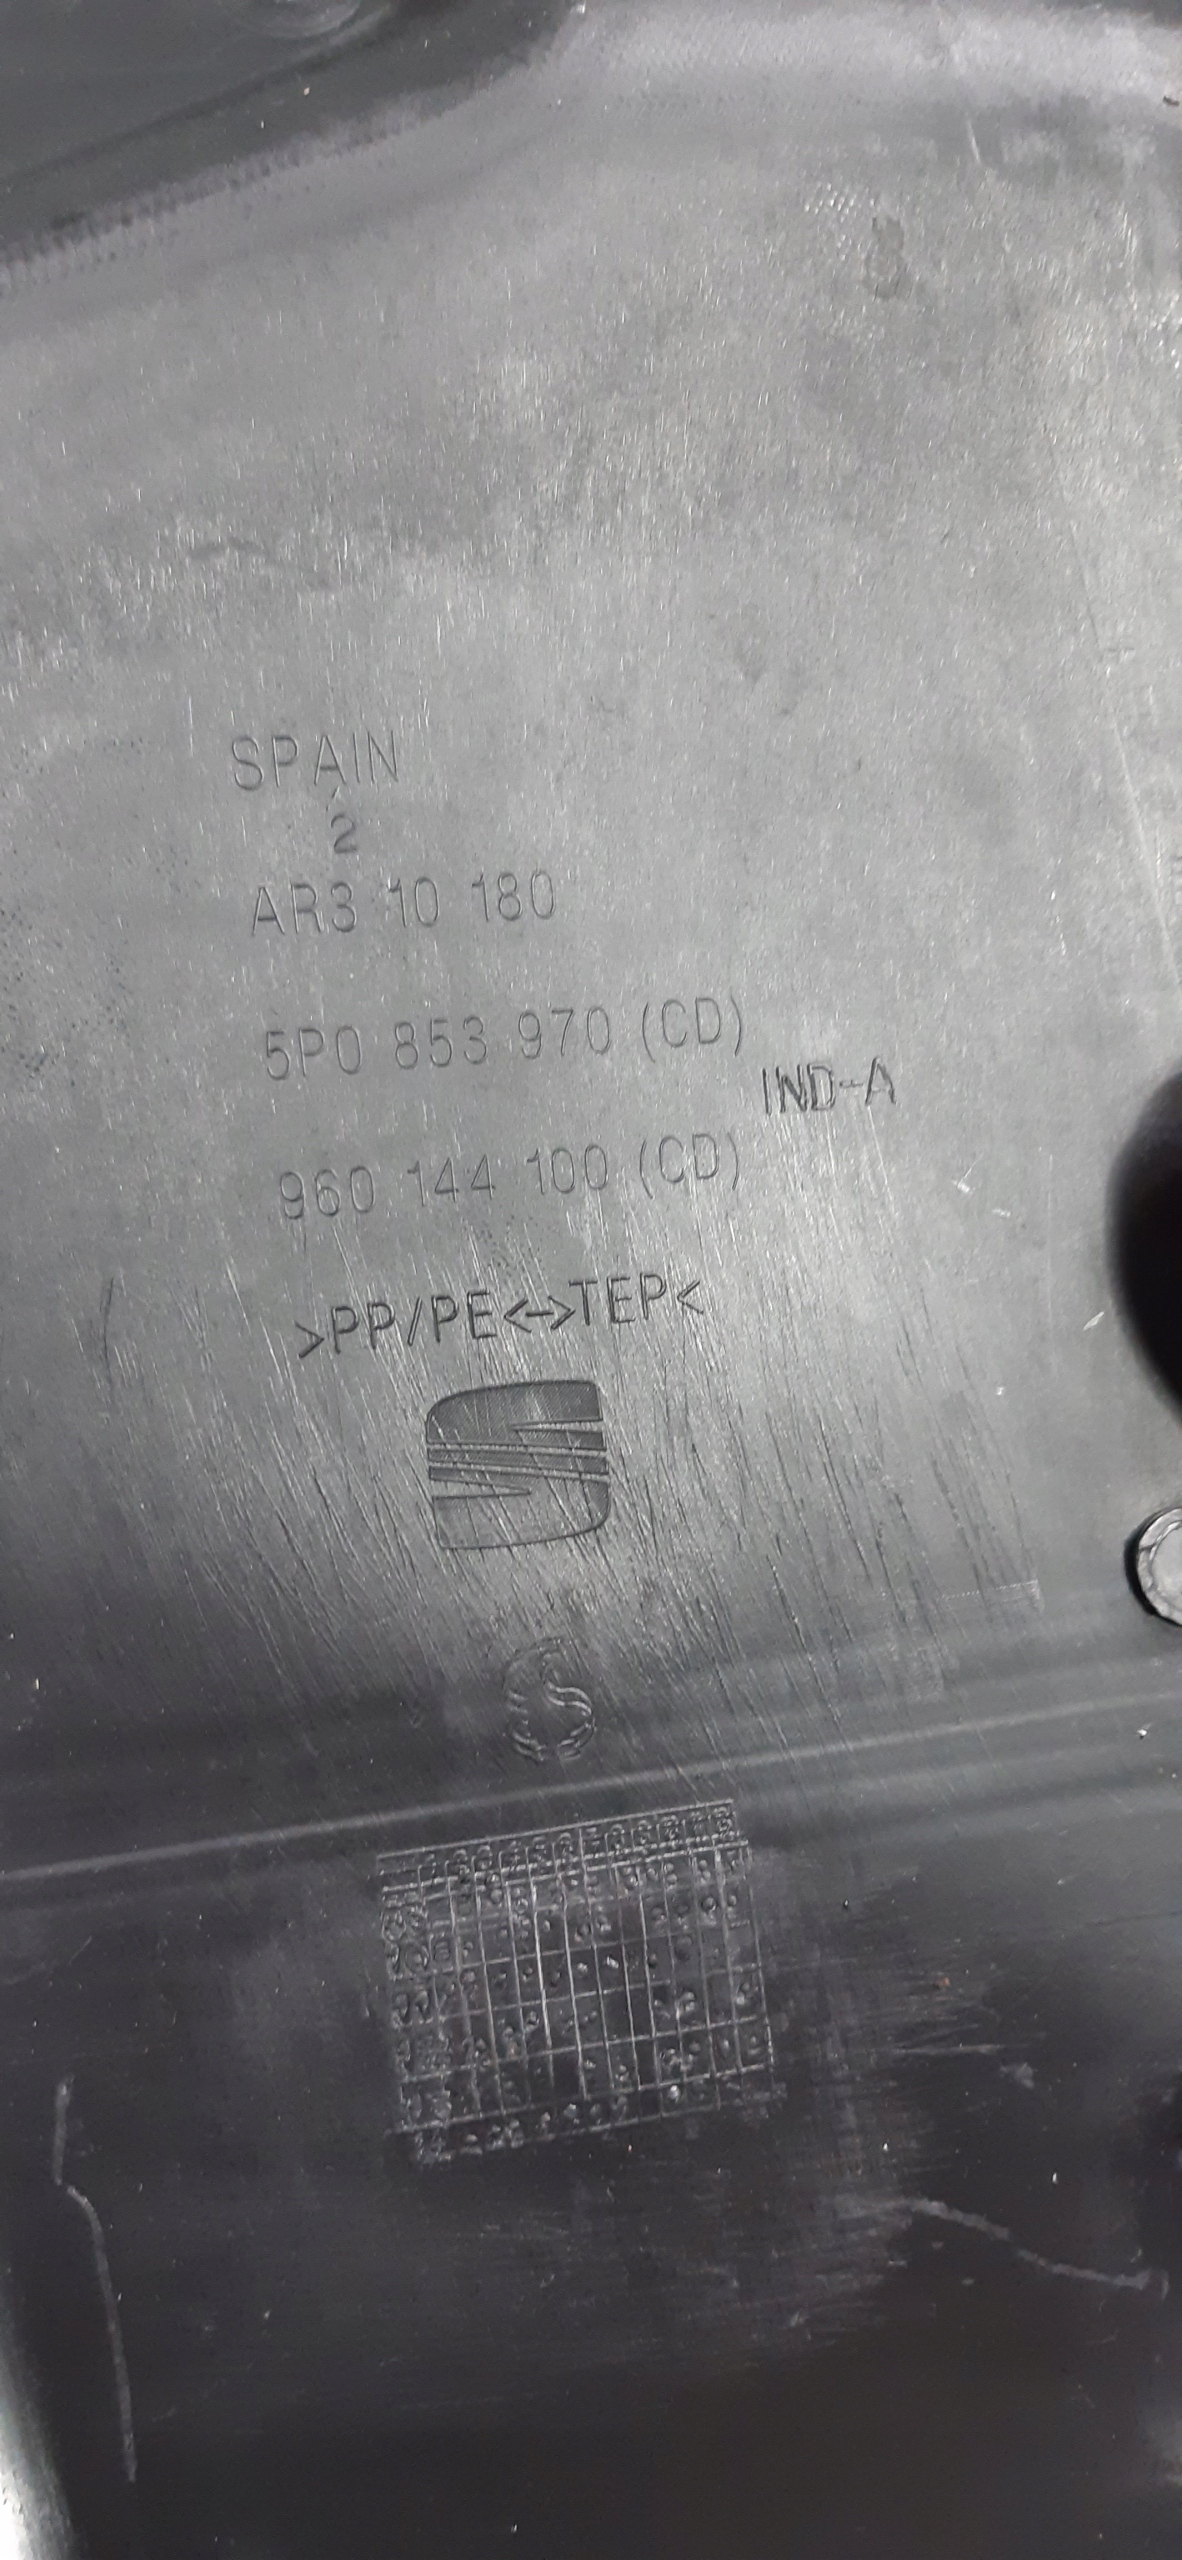 SPAIN
2
AR3 10 180
5P0 853 970 (CD)
IND-A
960 144 100 (CD)
>PP/PE<->TEP<